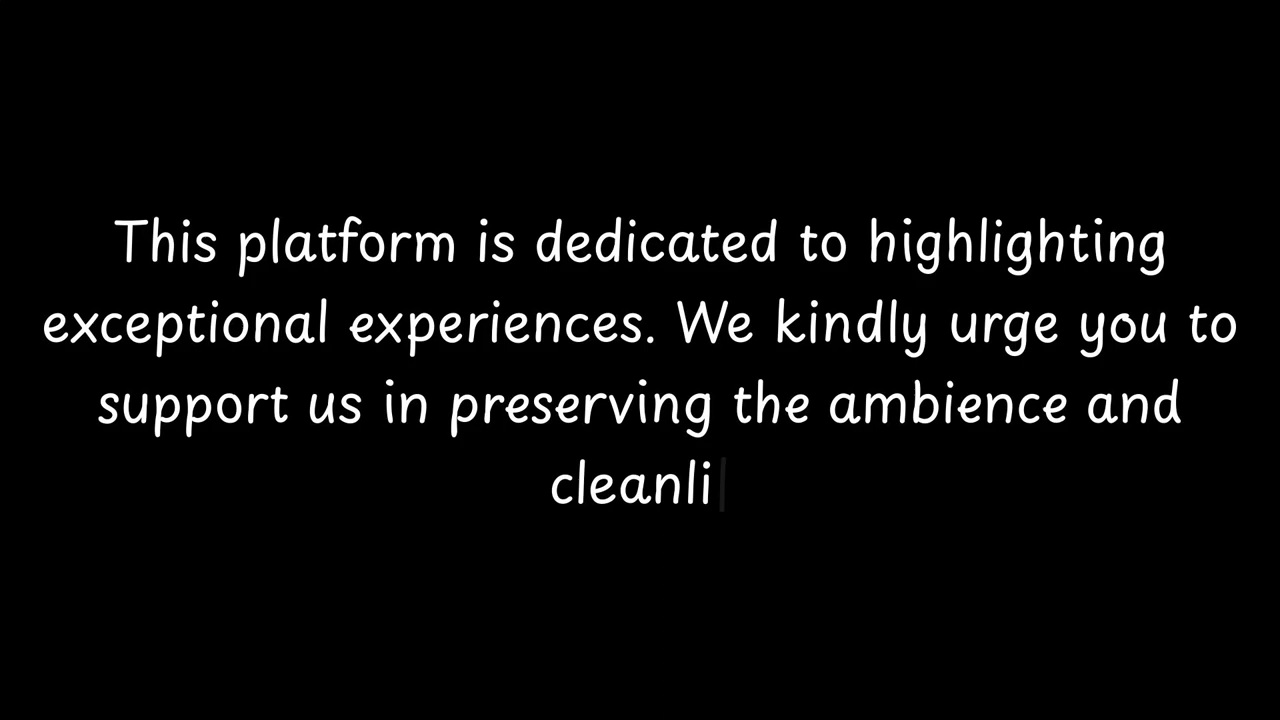 This platform is dedicated to highlighting
exceptional experiences. We kindly urge you to
support us in preserving the ambience and
cleanli